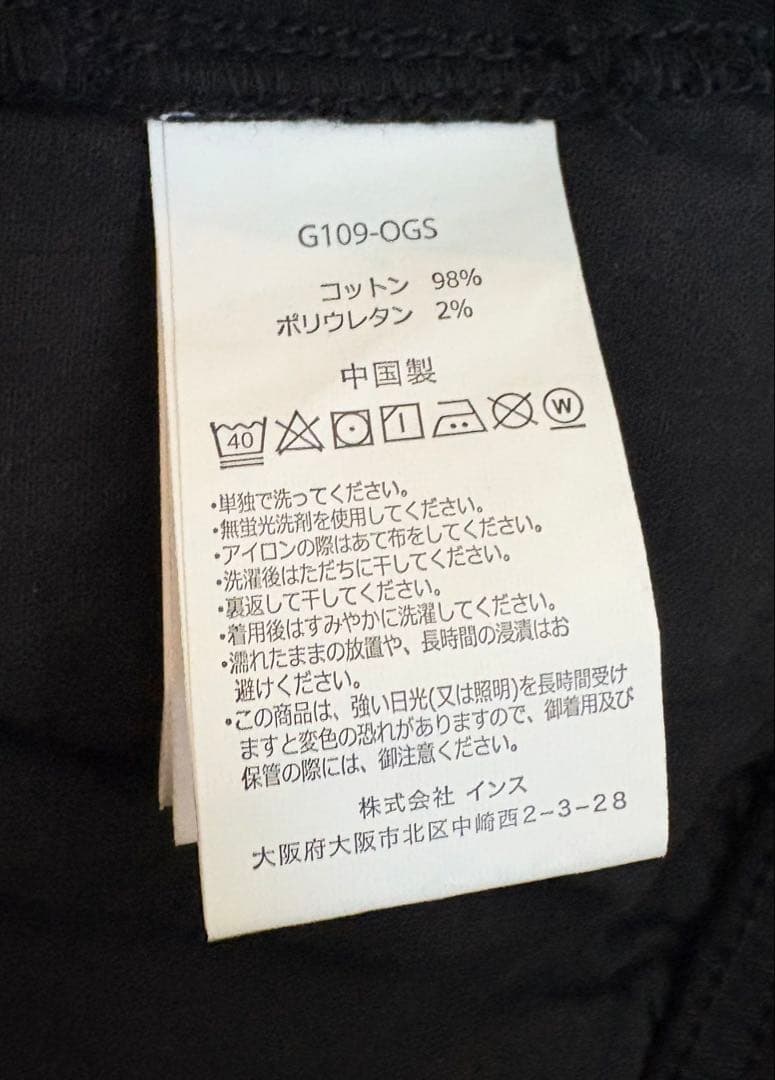 G109-OGS
コットン 98%
ポリウレタン 2%
中国製
40 W
・単独で洗ってください。
・無蛍光洗剤を使用してください。
・アイロンの際はあて布をしてください。
・洗濯後はただちに干してください。
・裏返して干してください。
・着用後はすみやかに洗濯してください。
・濡れたままの放置や、長時間の浸漬はお
避けください。
・この商品は、強い日光(又は照明)を長時間受け
ますと変色の恐れがありますので、御着用及び
保管の際には、御注意ください。
株式会社 インス
大阪府大阪市北区中崎西2-3-28